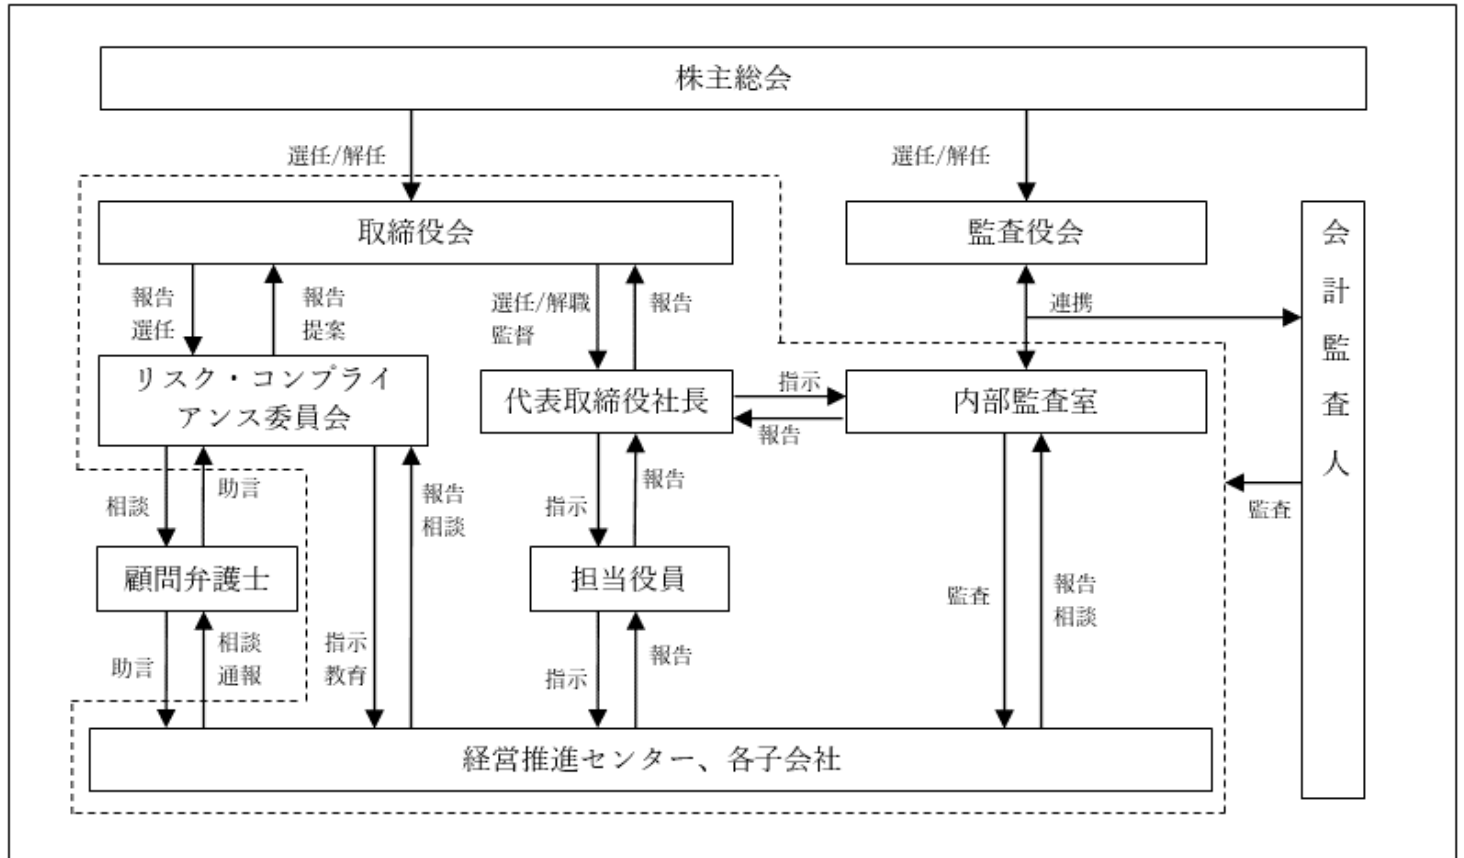 株主総会
選任/解任
選任/解任
取締役会
監査役会
会計監査人
報告
選任
報告
提案
選任/解職
監督
報告
連携
リスク・コンプライ
アンス委員会
代表取締役社長
指示
報告
内部監査室
相談
助言
報告
相談
指示
報告
監査
顧問弁護士
担当役員
助言
相談
通報
指示
教育
指示
報告
監査
報告
相談
経営推進センター、各子会社